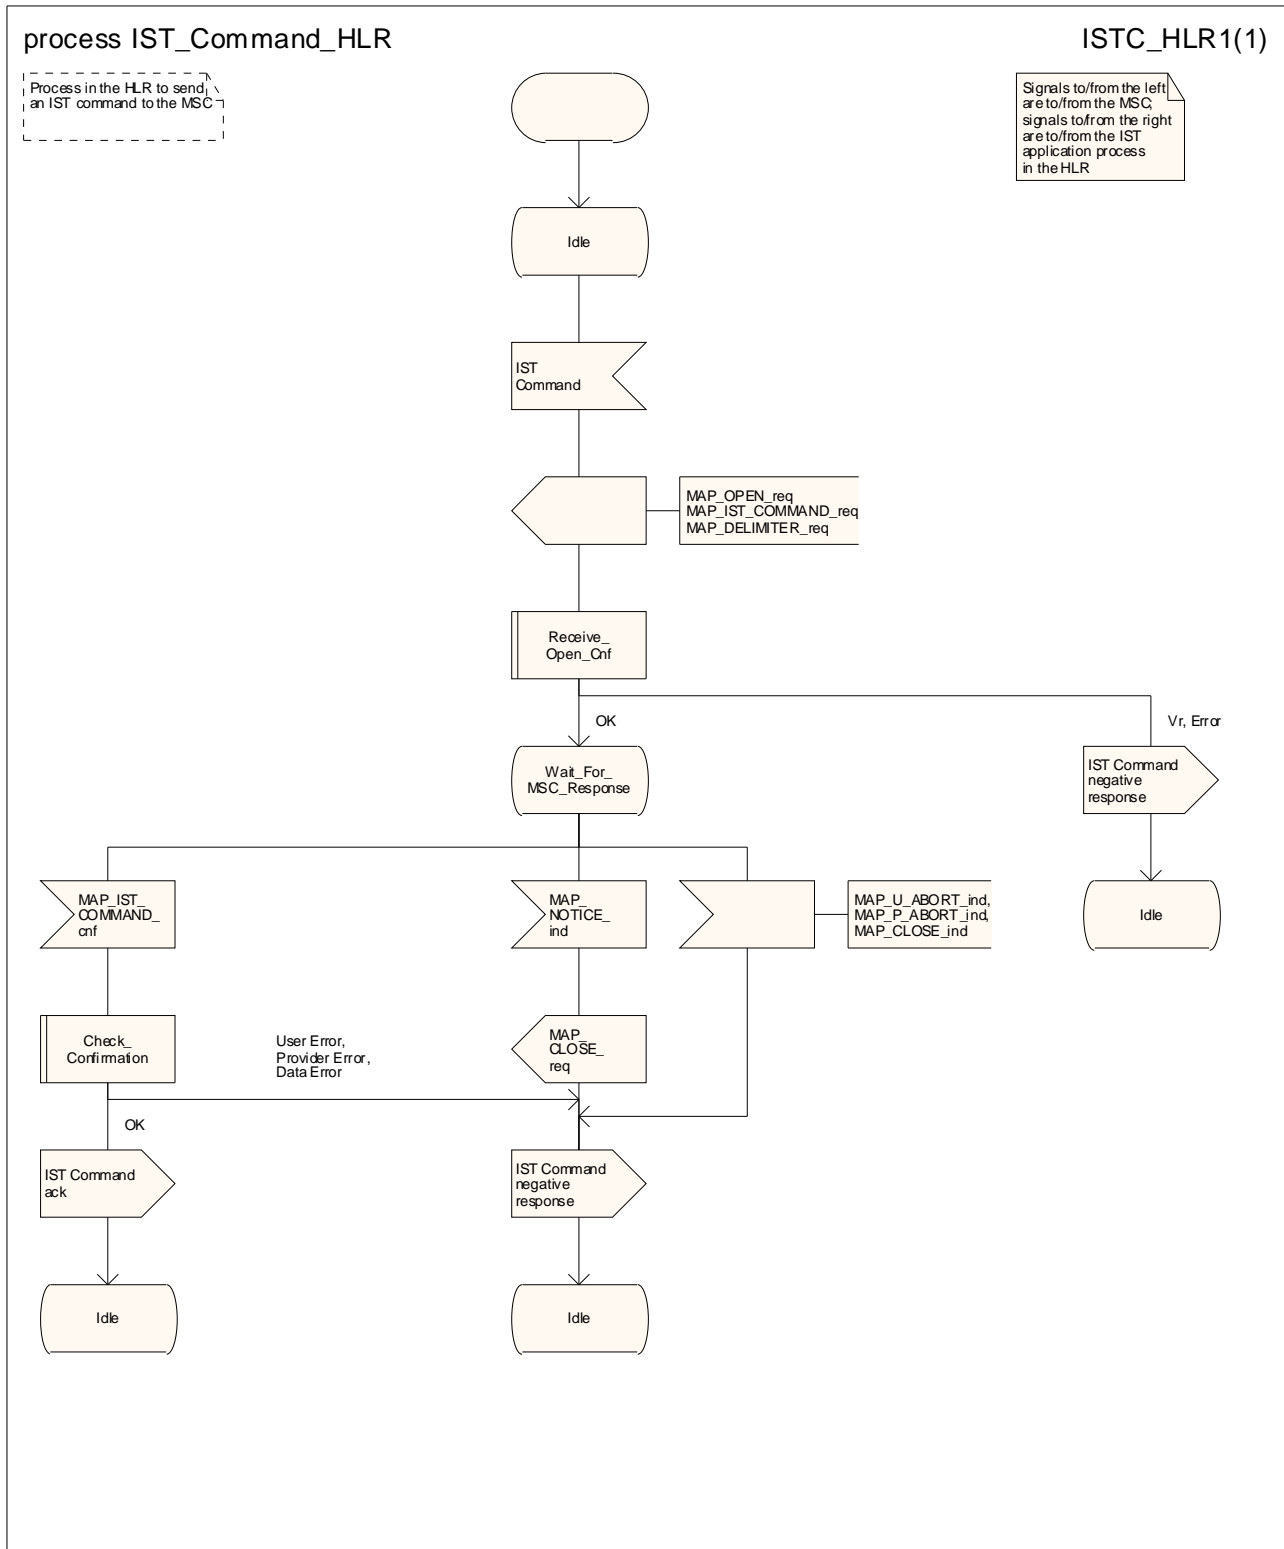 process IST_Command_HLR
ISTC_HLR1(1)
Process in the HLR to send
an IST command to the MSC
Signals to/from the left
are to/from the MSC;
signals to/from the right
are to/from the IST
application process
in the HLR
Idle
IST
Command
MAP_OPEN_req
MAP_IST_COMMAND_req
MAP_DELIMITER_req
Receive_
Open_Cnf
OK
Vr, Error
Wait_For_
MSC_Response
IST Command
negative
response
MAP_IST_
COMMAND_
cnf
MAP_
NOTICE_
ind
MAP_U_ABORT_ind,
MAP_P_ABORT_ind,
MAP_CLOSE_ind
Idle
Check_
Confirmation
User Error,
Provider Error,
Data Error
MAP_
CLOSE_
req
OK
IST Command
ack
IST Command
negative
response
Idle
Idle